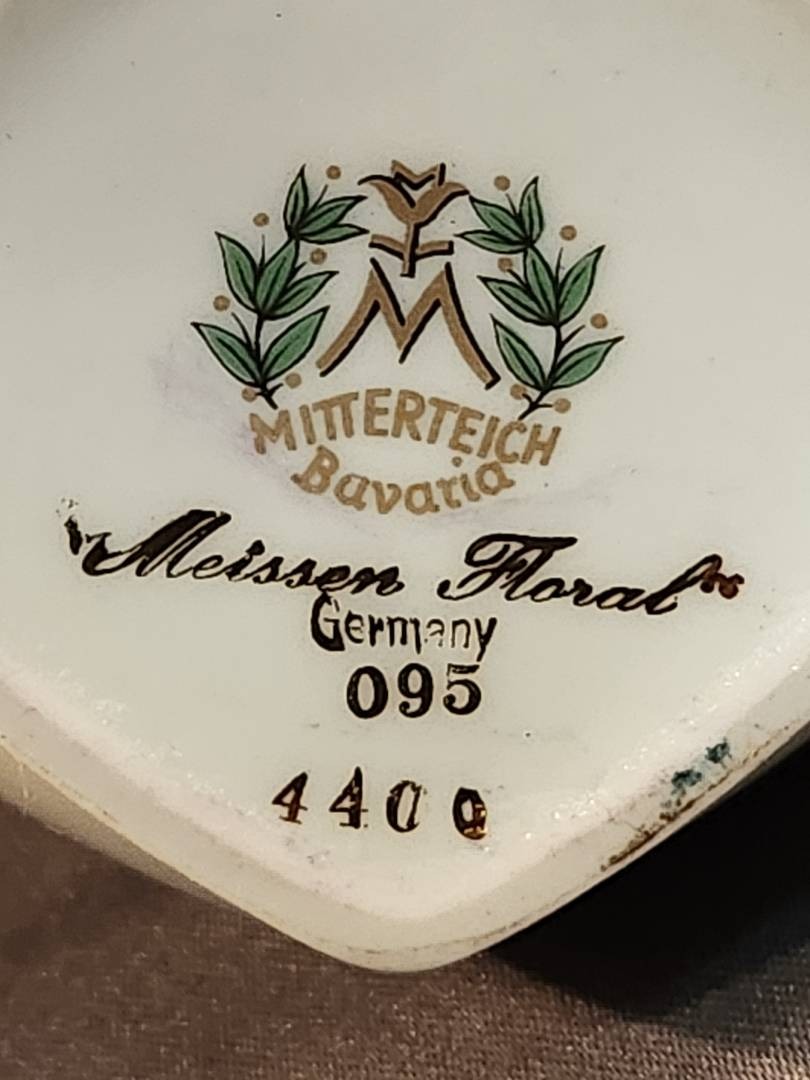 M
MITTERTEICH
Bavaria
"Meissen Floral"
Germany
095
4400